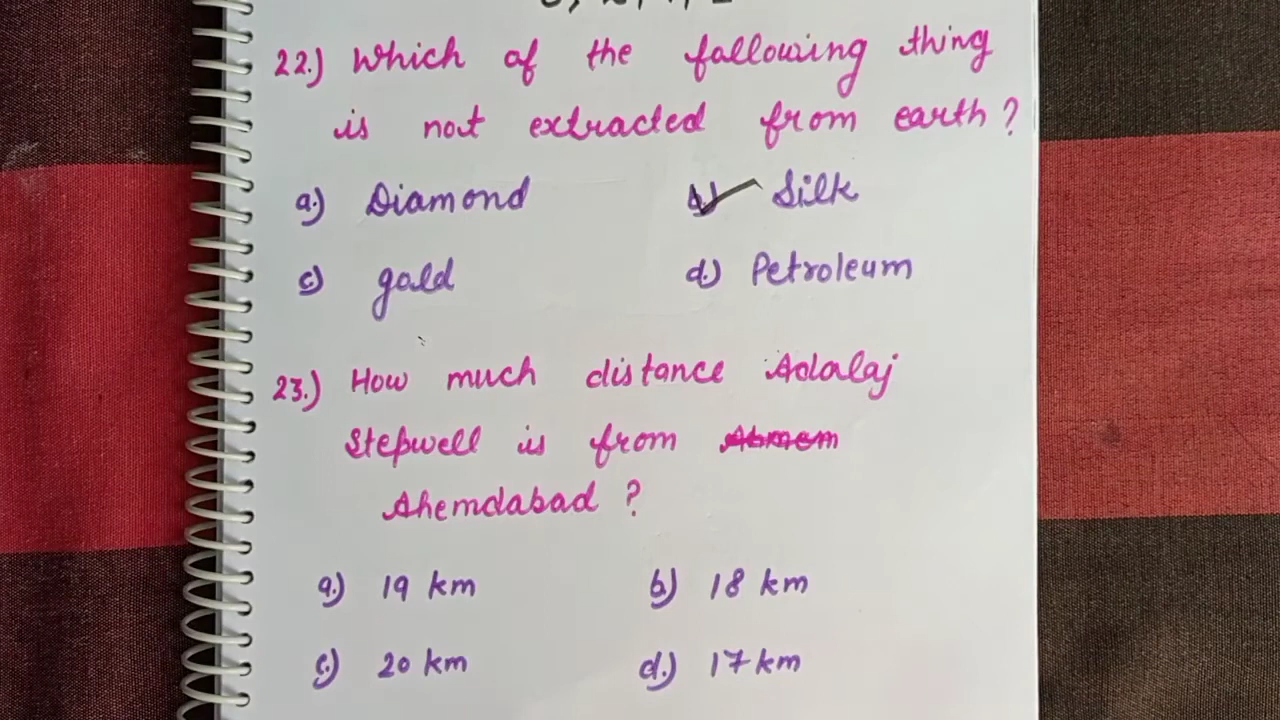 22.) Which of the following thing
is not extracted from earth ?
a.) Diamond b.) Silk
c) gold d.) Petroleum
23.) How much distance Adalaj
Stepwell is from
Ahemdabad ?
a.) 19 km b.) 18 km
c.) 20 km d.) 17 km